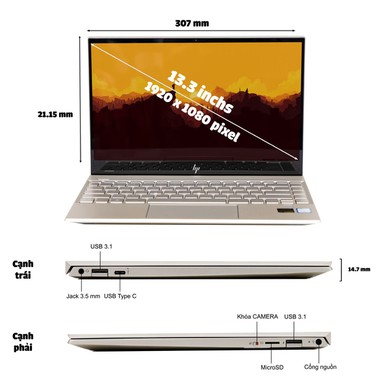 307 mm
21.15 mm
13.3 inchs
1920 x 1080 pixel
hp
Cạnh
trái
USB 3.1
14.7 mm
Jack 3.5 mm
USB Type C
Cạnh
phải
Khóa CAMERA
USB 3.1
MicroSD
Cổng nguồn